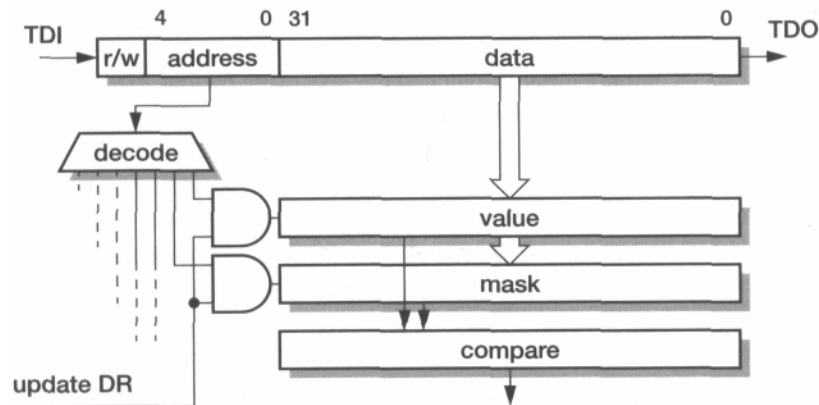 4 0 31 0
TDI TDO
r/w address data
decode
value
mask
compare
update DR